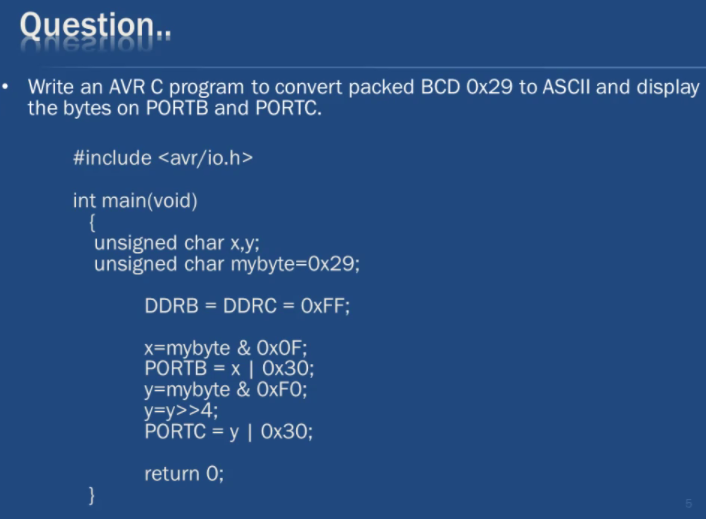 Question..
• Write an AVR C program to convert packed BCD 0x29 to ASCII and display
the bytes on PORTB and PORTC.
#include <avr/io.h>
int main(void)
{
unsigned char x,y;
unsigned char mybyte=0x29;
DDRB = DDRC = 0xFF;
x=mybyte & 0x0F;
PORTB = x | 0x30;
y=mybyte & 0xF0;
y=y>>4;
PORTC = y | 0x30;
return 0;
}
5